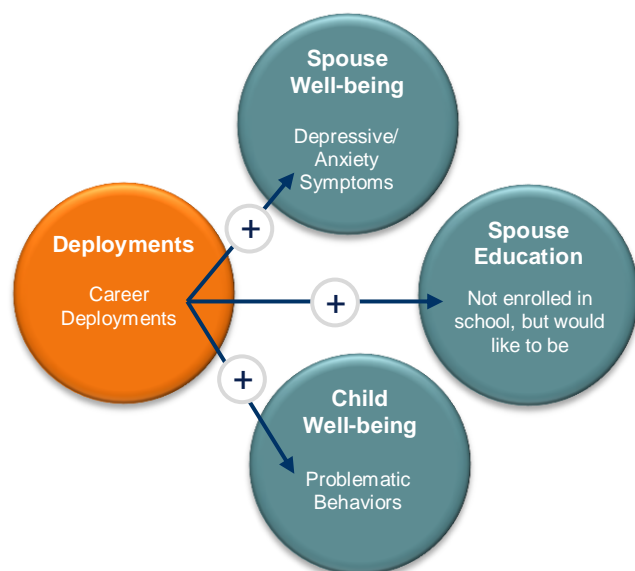 Spouse
Well-being
Depressive/
Anxiety
Symptoms
+
Deployments
Career
Deployments
+
Spouse
Education
Not enrolled in
school, but would
like to be
+
Child
Well-being
Problematic
Behaviors